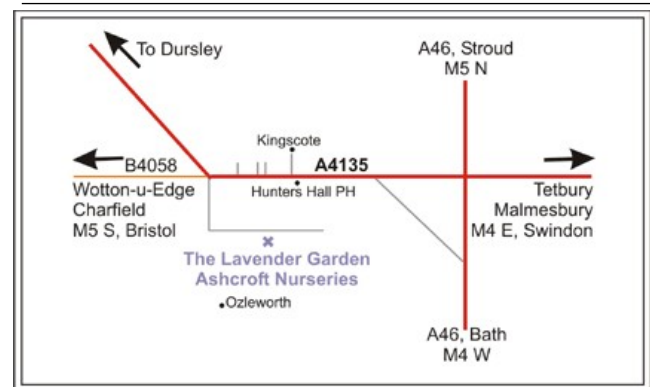 To Dursley
A46, Stroud
M5 N
Kingscote
B4058
A4135
Hunters Hall PH
Wotton-u-Edge
Charfield
M5 S, Bristol
Tetbury
Malmesbury
M4 E, Swindon
The Lavender Garden
Ashcroft Nurseries
Ozleworth
A46, Bath
M4 W